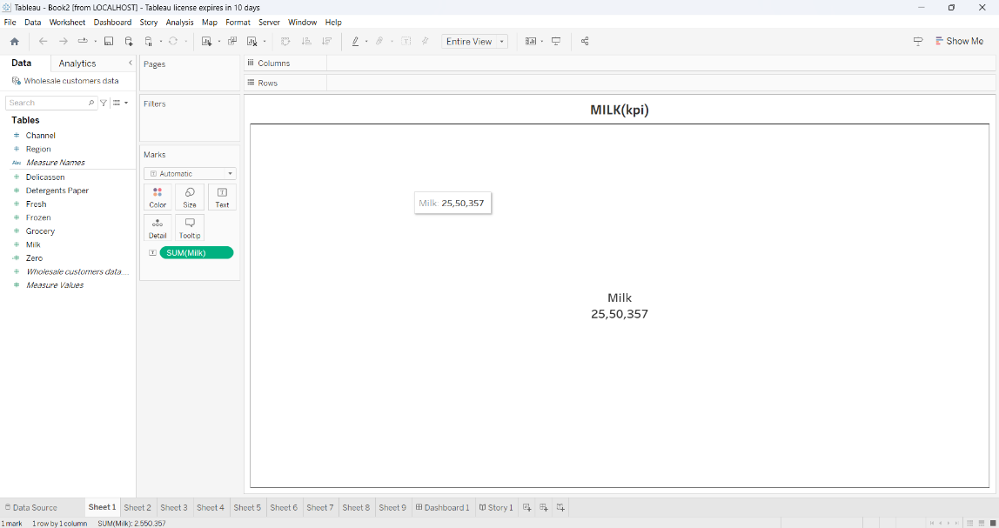 Tableau - Book2 [from LOCALHOST] - Tableau license expires in 10 days
File Data Worksheet Dashboard Story Analysis Map Format Server Window Help
Entire View
Show Me
Data Analytics
Wholesale customers data
Search
Tables
# Channel
# Region
Abc Measure Names
# Delicassen
# Detergents Paper
# Fresh
# Frozen
# Grocery
# Milk
=# Zero
# Wholesale customers data....
# Measure Values
Pages
Filters
Marks
T Automatic
Color Size Text
Detail Tooltip
SUM(Milk)
iii Columns
Rows
MILK(kpi)
Milk: 25,50,357
Milk
25,50,357
Data Source Sheet 1 Sheet 2 Sheet 3 Sheet 4 Sheet 5 Sheet 6 Sheet 7 Sheet 8 Sheet 9 Dashboard 1 Story 1
1 mark 1 row by 1 column SUM(Milk): 2,550,357